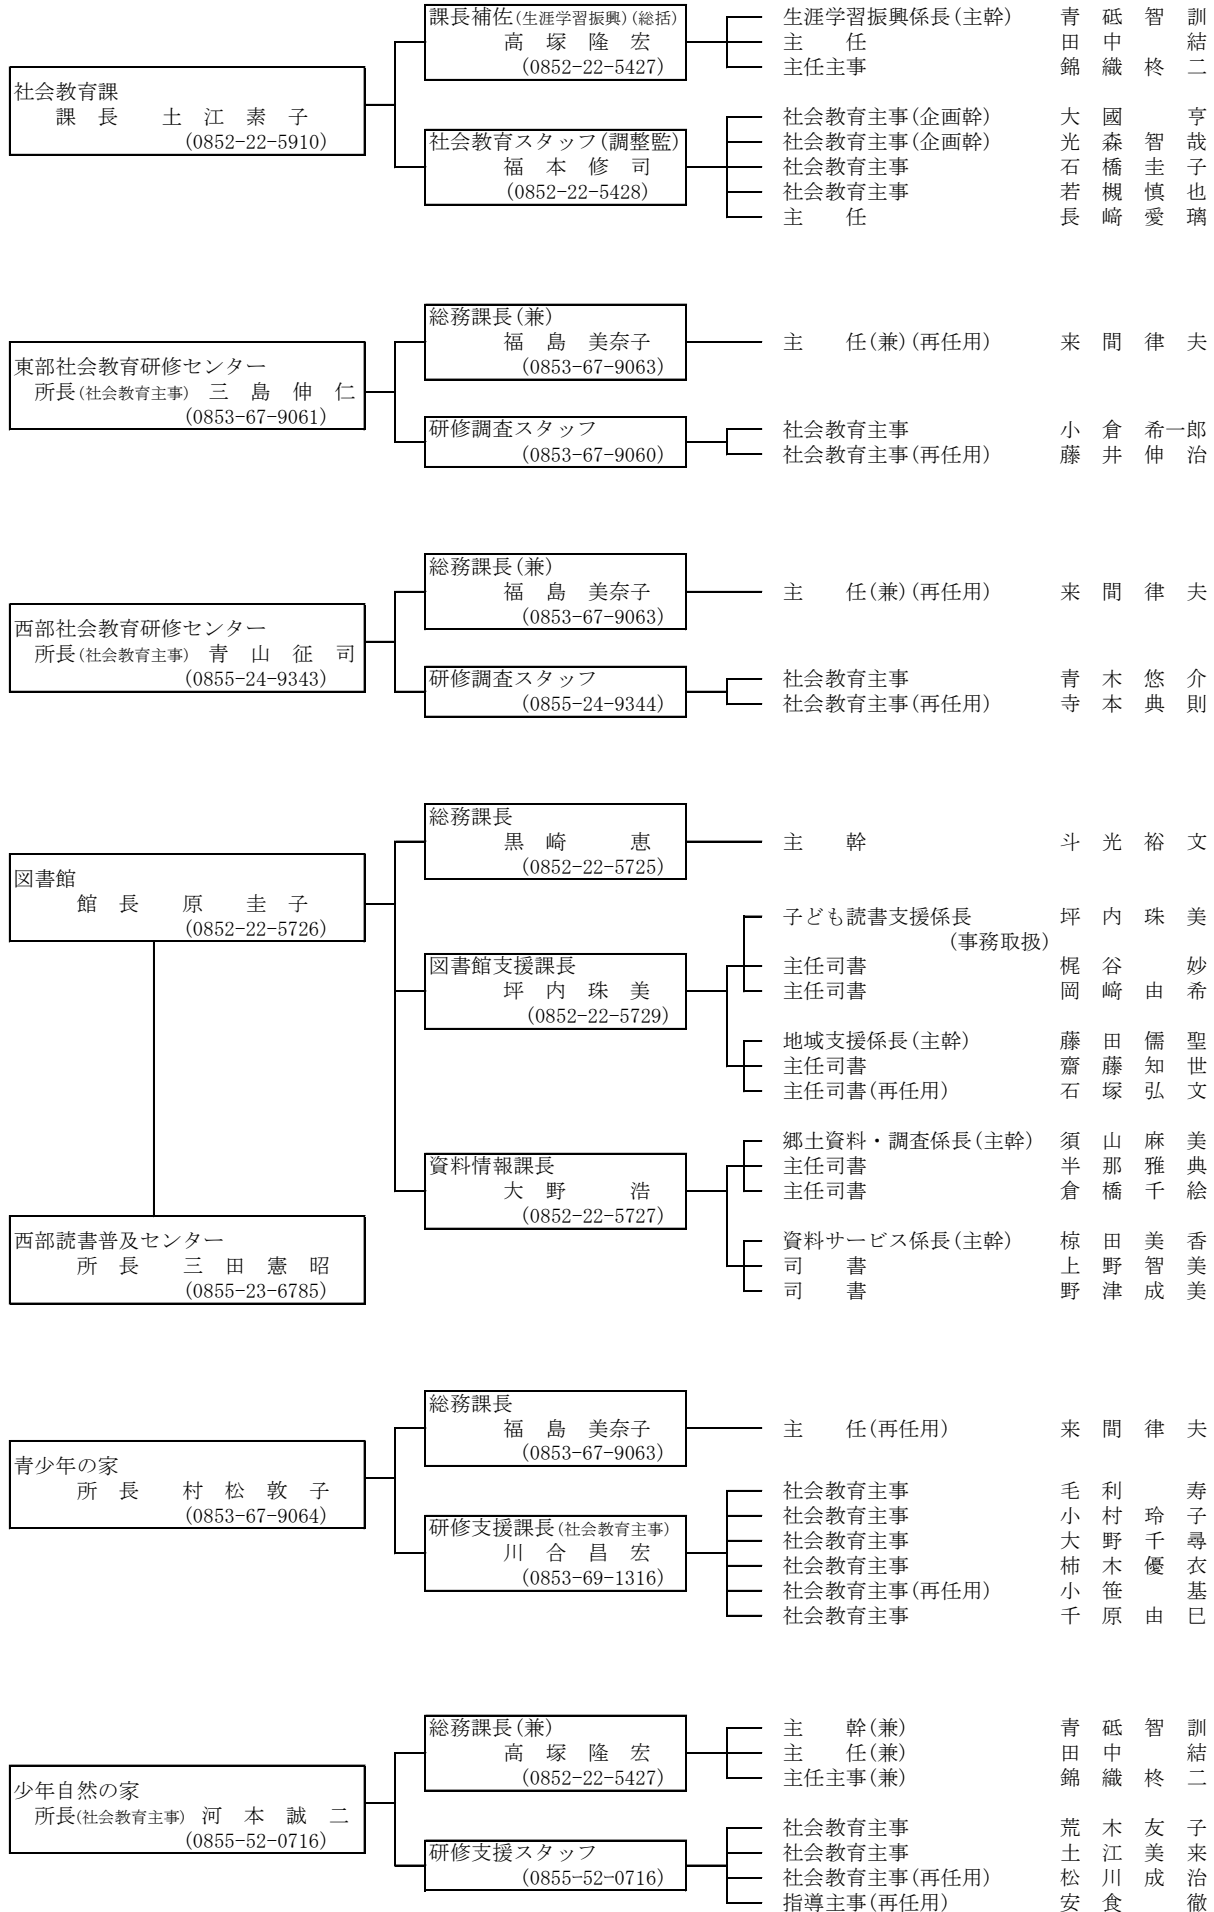 社会教育課
課　長　　土　江　素　子
(0852-22-5910)
課長補佐(生涯学習振興)(総括)
高　塚　隆　宏
(0852-22-5427)
生涯学習振興係長(主幹)　青　砥　智　訓
主　　任　田　中　　　結
主任主事　錦　織　柊　二
社会教育スタッフ(調整監)
福　本　修　司
(0852-22-5428)
社会教育主事(企画幹)　大　國　　　亨
社会教育主事(企画幹)　光　森　智　哉
社会教育主事　石　橋　圭　子
社会教育主事　若　槻　慎　也
主　　任　長　﨑　愛　璃
東部社会教育研修センター
所長(社会教育主事)　三　島　伸　仁
(0853-67-9061)
総務課長(兼)
福　島　美奈子
(0853-67-9063)
主　　任(兼)(再任用)　来　間　律　夫
研修調査スタッフ
(0853-67-9060)
社会教育主事　小　倉　希一郎
社会教育主事(再任用)　藤　井　伸　治
西部社会教育研修センター
所長(社会教育主事)　青　山　征　司
(0855-24-9343)
総務課長(兼)
福　島　美奈子
(0853-67-9063)
主　　任(兼)(再任用)　来　間　律　夫
研修調査スタッフ
(0855-24-9344)
社会教育主事　青　木　悠　介
社会教育主事(再任用)　寺　本　典　則
図書館
館　長　　原　　圭　子
(0852-22-5726)
総務課長
黒　崎　　　恵
(0852-22-5725)
主　　幹　斗　光　裕　文
図書館支援課長
坪　内　珠　美
(0852-22-5729)
子ども読書支援係長　坪　内　珠　美
(事務取扱)
主任司書　梶　谷　　　妙
主任司書　岡　﨑　由　希
地域支援係長(主幹)　藤　田　儒　聖
主任司書　齋　藤　知　世
主任司書(再任用)　石　塚　弘　文
資料情報課長
大　野　　　浩
(0852-22-5727)
郷土資料・調査係長(主幹)　須　山　麻　美
主任司書　半　那　雅　典
主任司書　倉　橋　千　絵
資料サービス係長(主幹)　椋　田　美　香
司　　書　上　野　智　美
司　　書　野　津　成　美
西部読書普及センター
所　長　　三　田　憲　昭
(0855-23-6785)
青少年の家
所　長　　村　松　敦　子
(0853-67-9064)
総務課長
福　島　美奈子
(0853-67-9063)
主　　任(再任用)　来　間　律　夫
研修支援課長(社会教育主事)
川　合　昌　宏
(0853-69-1316)
社会教育主事　毛　利　　　寿
社会教育主事　小　村　玲　子
社会教育主事　大　野　千　尋
社会教育主事　柿　木　優　衣
社会教育主事(再任用)　小　笹　　　基
社会教育主事　千　原　由　巳
少年自然の家
所長(社会教育主事)　河　本　誠　二
(0855-52-0716)
総務課長(兼)
高　塚　隆　宏
(0852-22-5427)
主　　幹(兼)　青　砥　智　訓
主　　任(兼)　田　中　　　結
主任主事(兼)　錦　織　柊　二
研修支援スタッフ
(0855-52-0716)
社会教育主事　荒　木　友　子
社会教育主事　土　江　美　来
社会教育主事(再任用)　松　川　成　治
指導主事(再任用)　安　食　　　徹